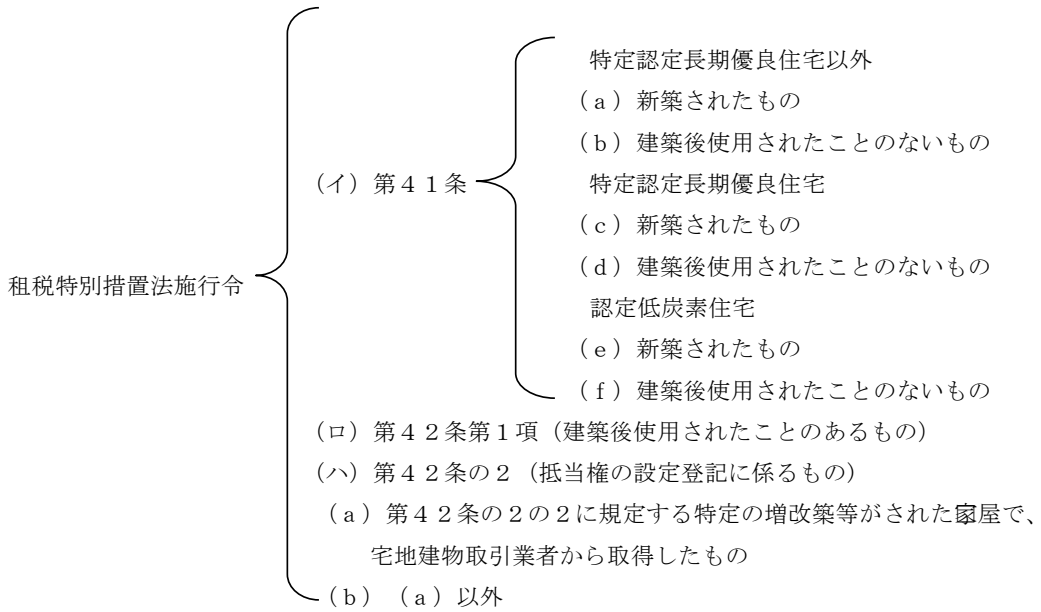 特定認定長期優良住宅以外
（a）新築されたもの
（b）建築後使用されたことのないもの
（イ）第４１条
特定認定長期優良住宅
（c）新築されたもの
（d）建築後使用されたことのないもの
租税特別措置法施行令
認定低炭素住宅
（e）新築されたもの
（f）建築後使用されたことのないもの
（ロ）第４２条第１項（建築後使用されたことのあるもの）
（ハ）第４２条の２（抵当権の設定登記に係るもの）
（a）第４２条の２の２に規定する特定の増改築等がされた家屋で、
宅地建物取引業者から取得したもの
（b）（a）以外